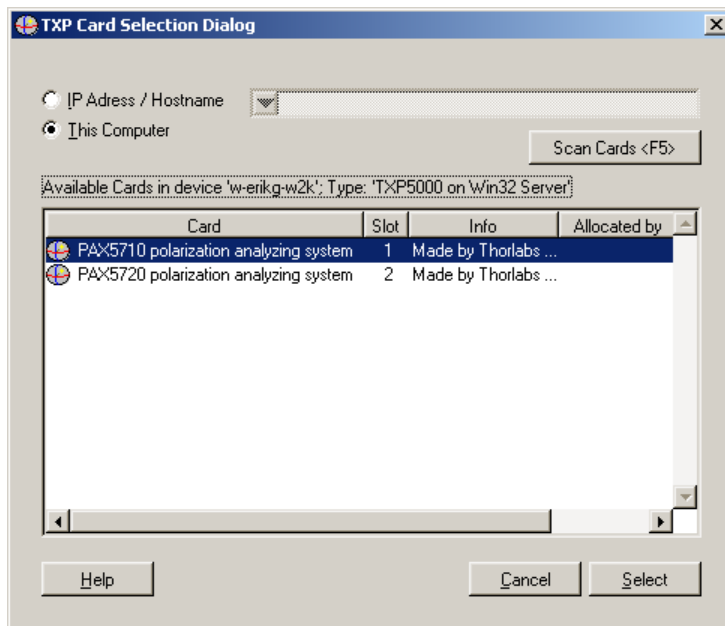 TXP Card Selection Dialog
IP Adress / Hostname
This Computer
Scan Cards <F5>
Available Cards in device 'w-erikg-w2k'; Type: 'TXP5000 on Win32 Server'
Card Slot Info Allocated by
PAX5710 polarization analyzing system 1 Made by Thorlabs ...
PAX5720 polarization analyzing system 2 Made by Thorlabs ...
Help Cancel Select